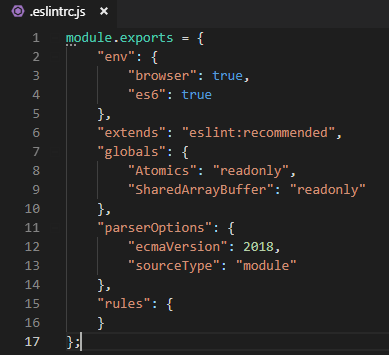 .eslintrc.js ×
1 module.exports = {
2     "env": {
3         "browser": true,
4         "es6": true
5     },
6     "extends": "eslint:recommended",
7     "globals": {
8         "Atomics": "readonly",
9         "SharedArrayBuffer": "readonly"
10     },
11     "parserOptions": {
12         "ecmaVersion": 2018,
13         "sourceType": "module"
14     },
15     "rules": {
16     }
17 };